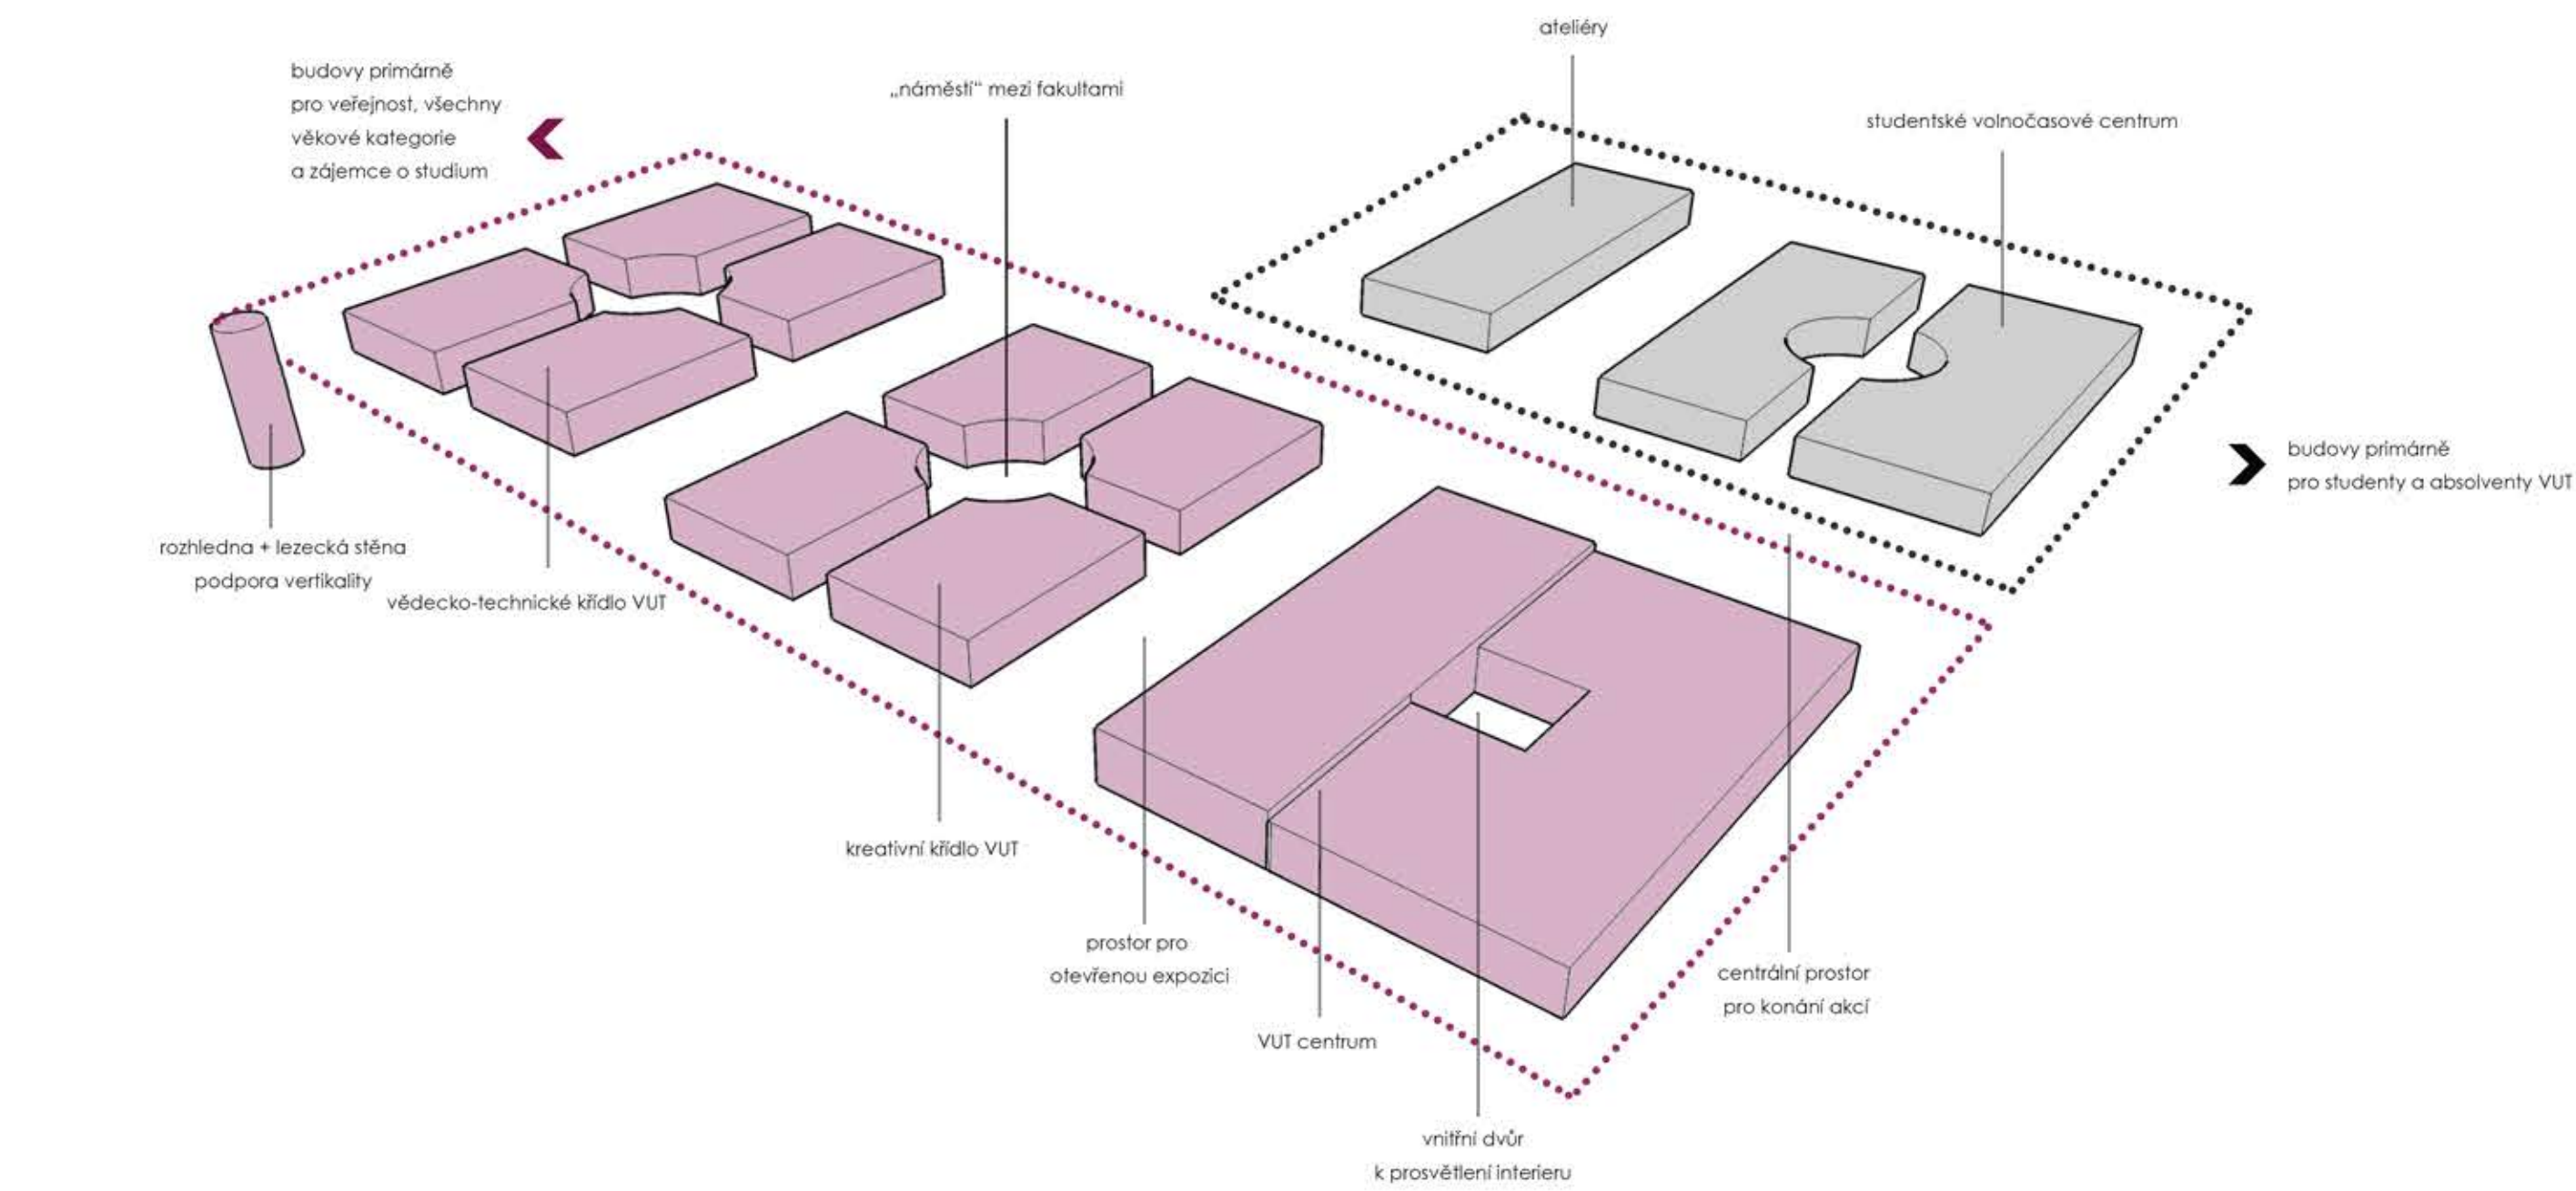 ateliéry
budovy primárně
pro veřejnost, všechny
věkové kategorie
a zájemce o studium
„náměstí“ mezi fakultami
studentské volnočasové centrum
budovy primárně
pro studenty a absolventy VUT
rozhledna + lezecká stěna
podpora vertikality
vědecko-technické křídlo VUT
kreativní křídlo VUT
prostor pro
otevřenou expozici
centrální prostor
pro konání akcí
VUT centrum
vnitřní dvůr
k prosvětlení interieru